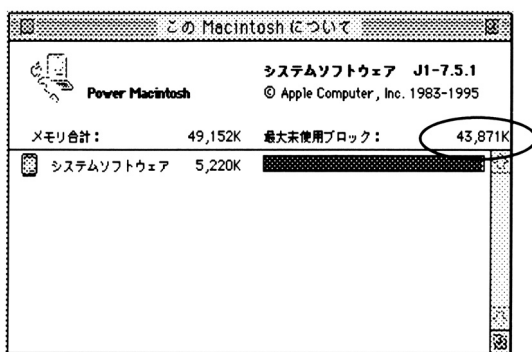 この Macintosh について
システムソフトウェア J1-7.5.1
Power Macintosh
© Apple Computer, Inc. 1983-1995
メモリ合計： 49,152K 最大未使用ブロック： 43,871K
システムソフトウェア 5,220K